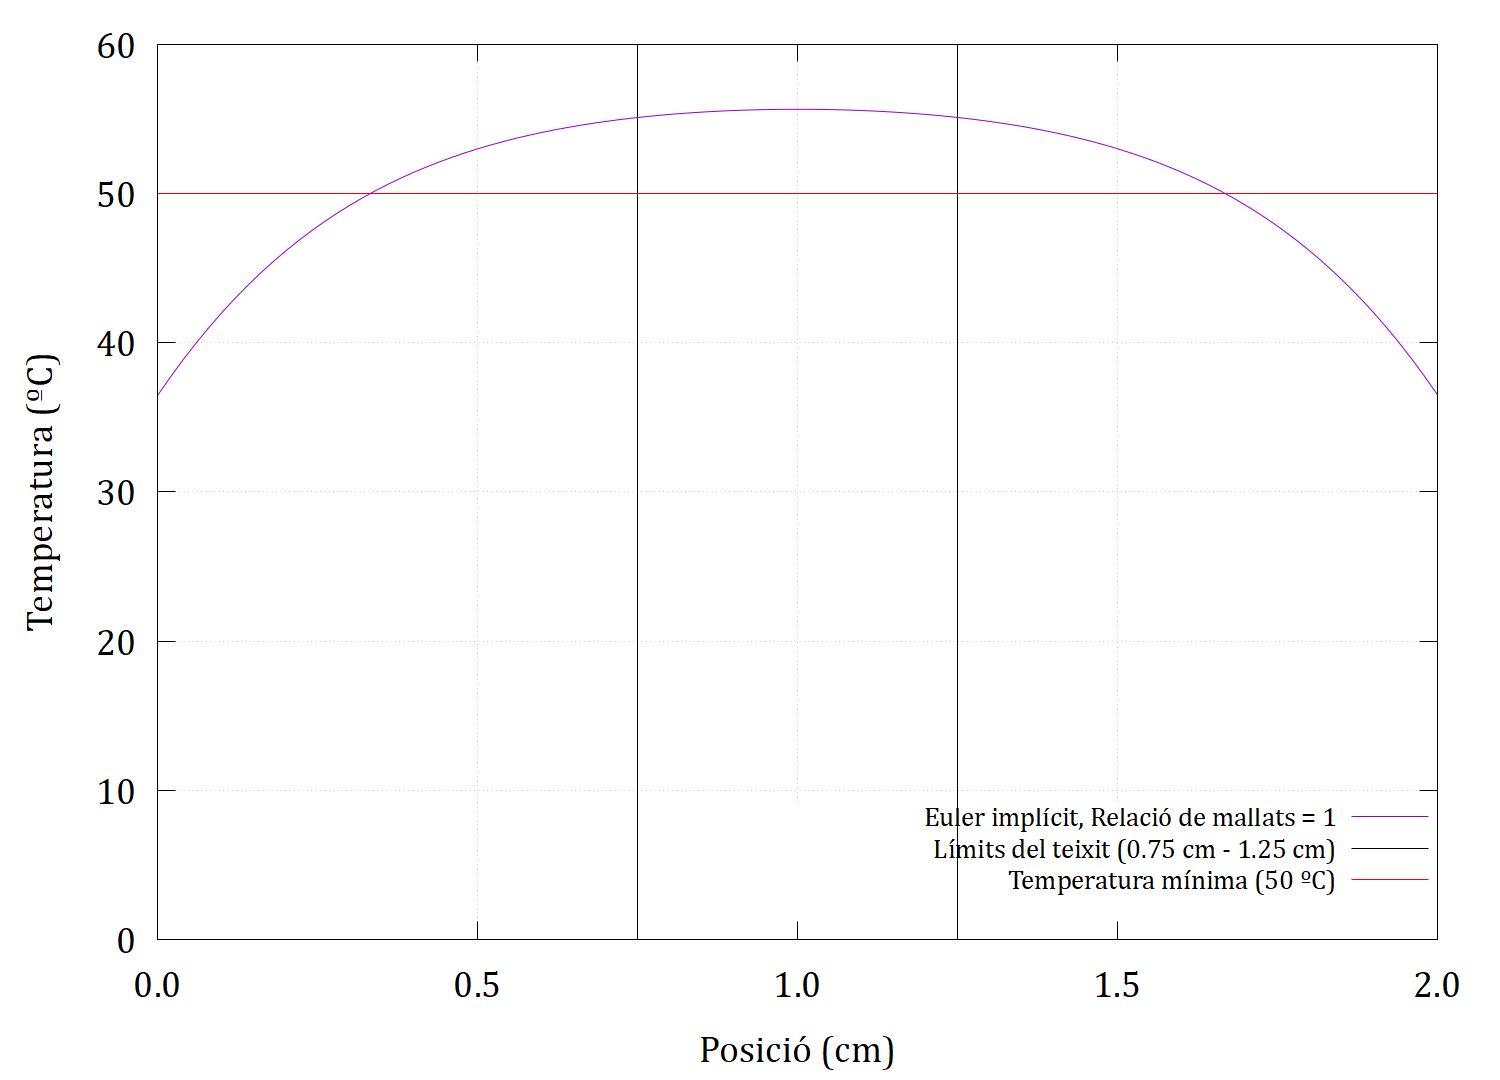 60
50
40
30
20
10
0
Temperatura (ºC)
Euler implícit, Relació de mallats = 1
Límits del teixit (0.75 cm - 1.25 cm)
Temperatura mínima (50 ºC)
0.0 0.5 1.0 1.5 2.0
Posició (cm)